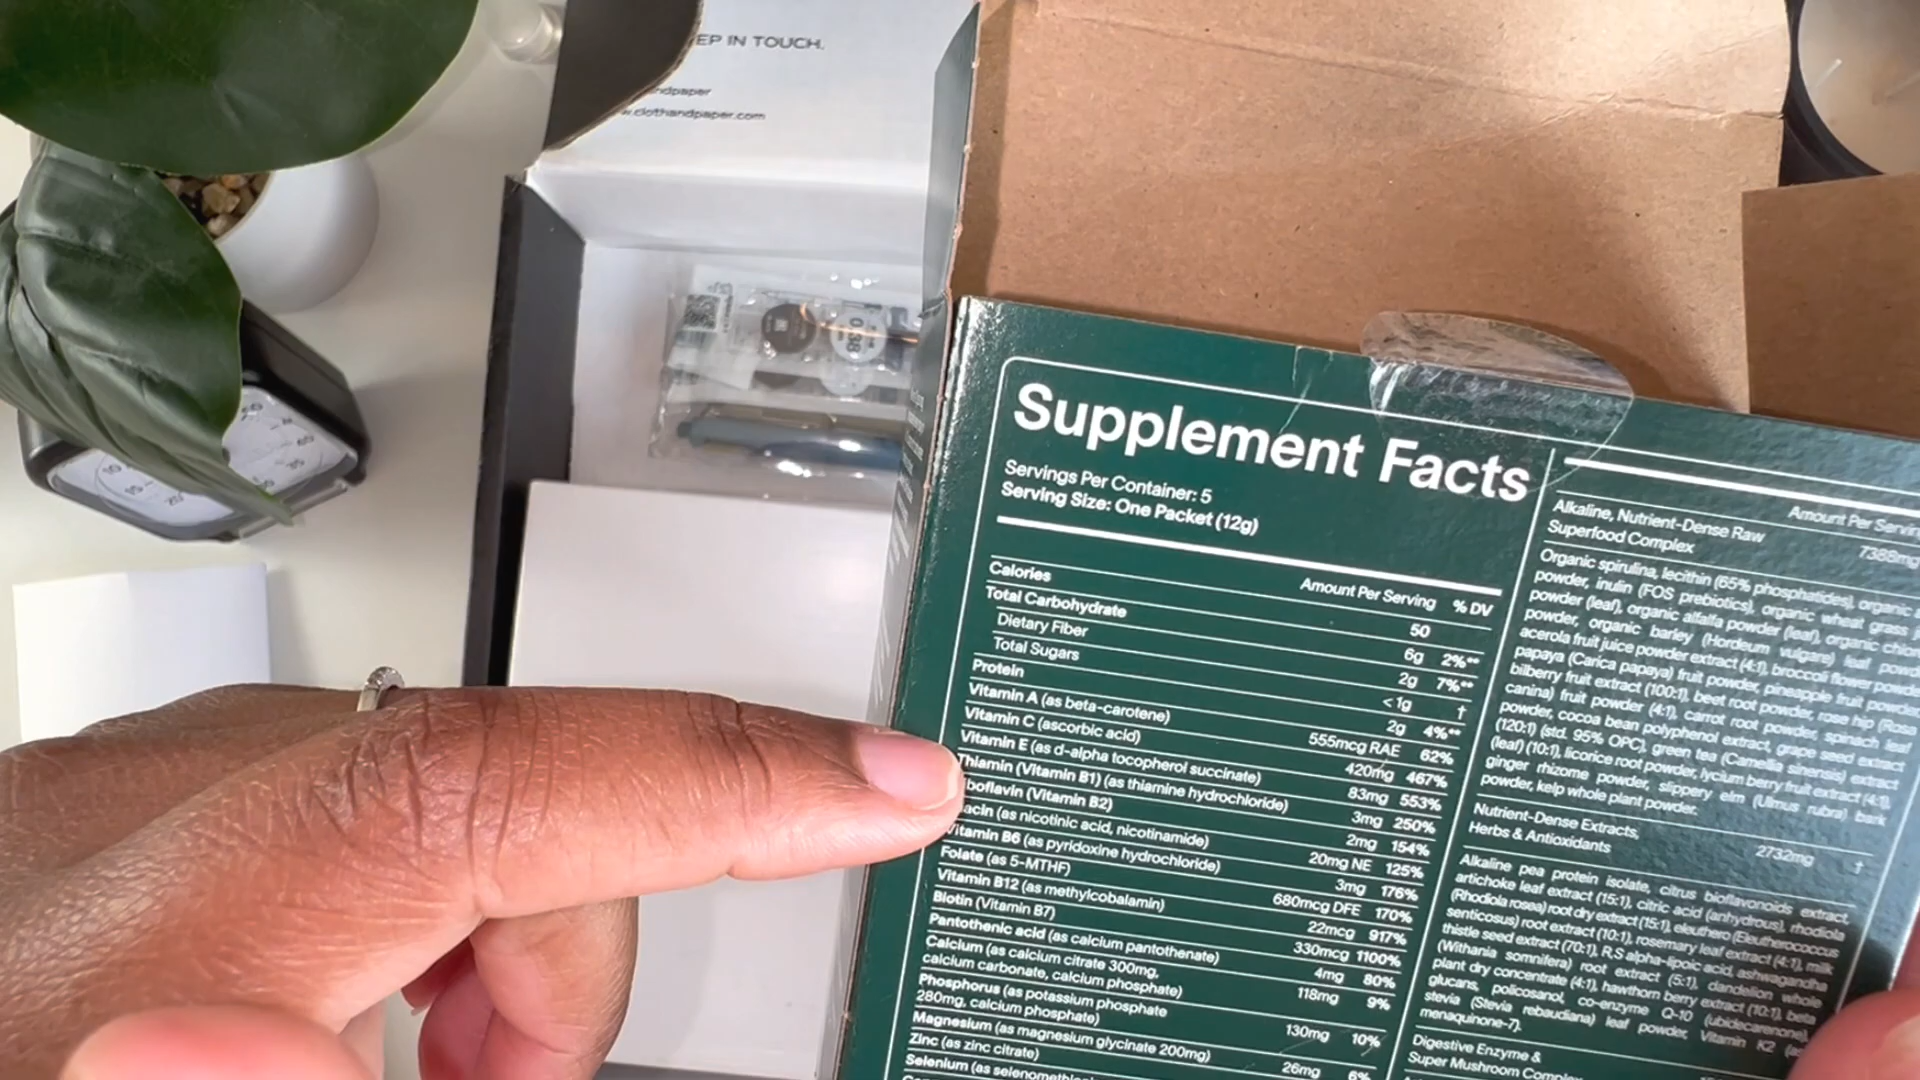 EP IN TOUCH.
ndpaper
w.clothandpaper.com
0.38
Supplement Facts
Servings Per Container: 5
Serving Size: One Packet (12g)
Amount Per Serving % DV
Calories 50
Total Carbohydrate 6g 2%**
Dietary Fiber 2g 7%**
Total Sugars < 1g †
Protein 2g 4%**
Vitamin A (as beta-carotene) 555mcg RAE 62%
Vitamin C (ascorbic acid) 420mg 467%
Vitamin E (as d-alpha tocopherol succinate) 83mg 553%
Thiamin (Vitamin B1) (as thiamine hydrochloride) 3mg 250%
boflavin (Vitamin B2) 2mg 154%
acin (as nicotinic acid, nicotinamide) 20mg NE 125%
Vitamin B6 (as pyridoxine hydrochloride) 3mg 176%
Folate (as 5-MTHF) 680mcg DFE 170%
Vitamin B12 (as methylcobalamin) 22mcg 917%
Biotin (Vitamin B7) 330mcg 1100%
Pantothenic acid (as calcium pantothenate) 4mg 80%
Calcium (as calcium citrate 300mg,
calcium carbonate, calcium phosphate) 118mg 9%
Phosphorus (as potassium phosphate
280mg, calcium phosphate) 130mg 10%
Magnesium (as magnesium glycinate 200mg) 26mg 6%
Zinc (as zinc citrate)
Selenium (as selenomethio
Amount Per Servin
Alkaline, Nutrient-Dense Raw
Superfood Complex 7388mg
Organic spirulina, lecithin (65% phosphatides), organic
powder, inulin (FOS prebiotics), organic wheat grass
powder (leaf), organic alfalfa powder (leaf), organic chlor
powder, organic barley (Hordeum vulgare) leaf powd
acerola fruit juice powder extract (4:1), broccoli flower powde
papaya (Carica papaya) fruit powder, pineapple fruit powde
bilberry fruit extract (100:1), beet root powder, rose hip (Rosa
canina) fruit powder (4:1), carrot root powder, spinach leaf
powder, cocoa bean polyphenol extract, grape seed extract
(120:1) (std. 95% OPC), green tea (Camellia sinensis) extract
(leaf) (10:1), licorice root powder, lycium berry fruit extract (4:1),
ginger rhizome powder, slippery elm (Ulmus rubra) bark
powder, kelp whole plant powder.
Nutrient-Dense Extracts,
Herbs & Antioxidants 2732mg †
Alkaline pea protein isolate, citrus bioflavonoids extract,
artichoke leaf extract (15:1), citric acid (anhydrous), rhodiola
(Rhodiola rosea) root dry extract (15:1), eleuthero (Eleutherococcus
senticosus) root extract (10:1), rosemary leaf extract (4:1), milk
thistle seed extract (70:1), R,S alpha-lipoic acid, ashwagandha
(Withania somnifera) root extract (5:1), dandelion whole
plant dry concentrate (4:1), hawthorn berry extract (10:1), beta
glucans, policosanol, co-enzyme Q-10 (ubidecarenone),
stevia (Stevia rebaudiana) leaf powder, Vitamin K2 (as
menaquinone-7).
Digestive Enzyme &
Super Mushroom Complex